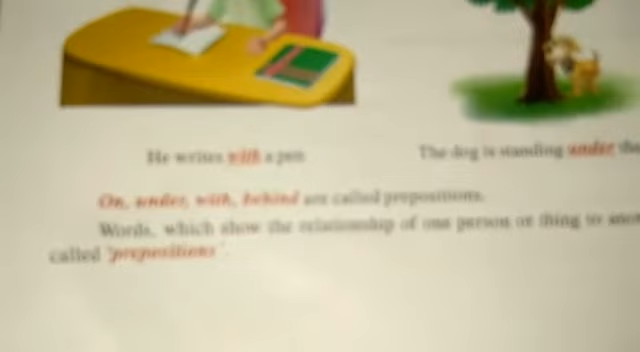 He writes with a pen
The dog is standing under the
On, under, with, behind are called prepositions.
Words, which show the relationship of one person or thing to
called 'prepositions'.